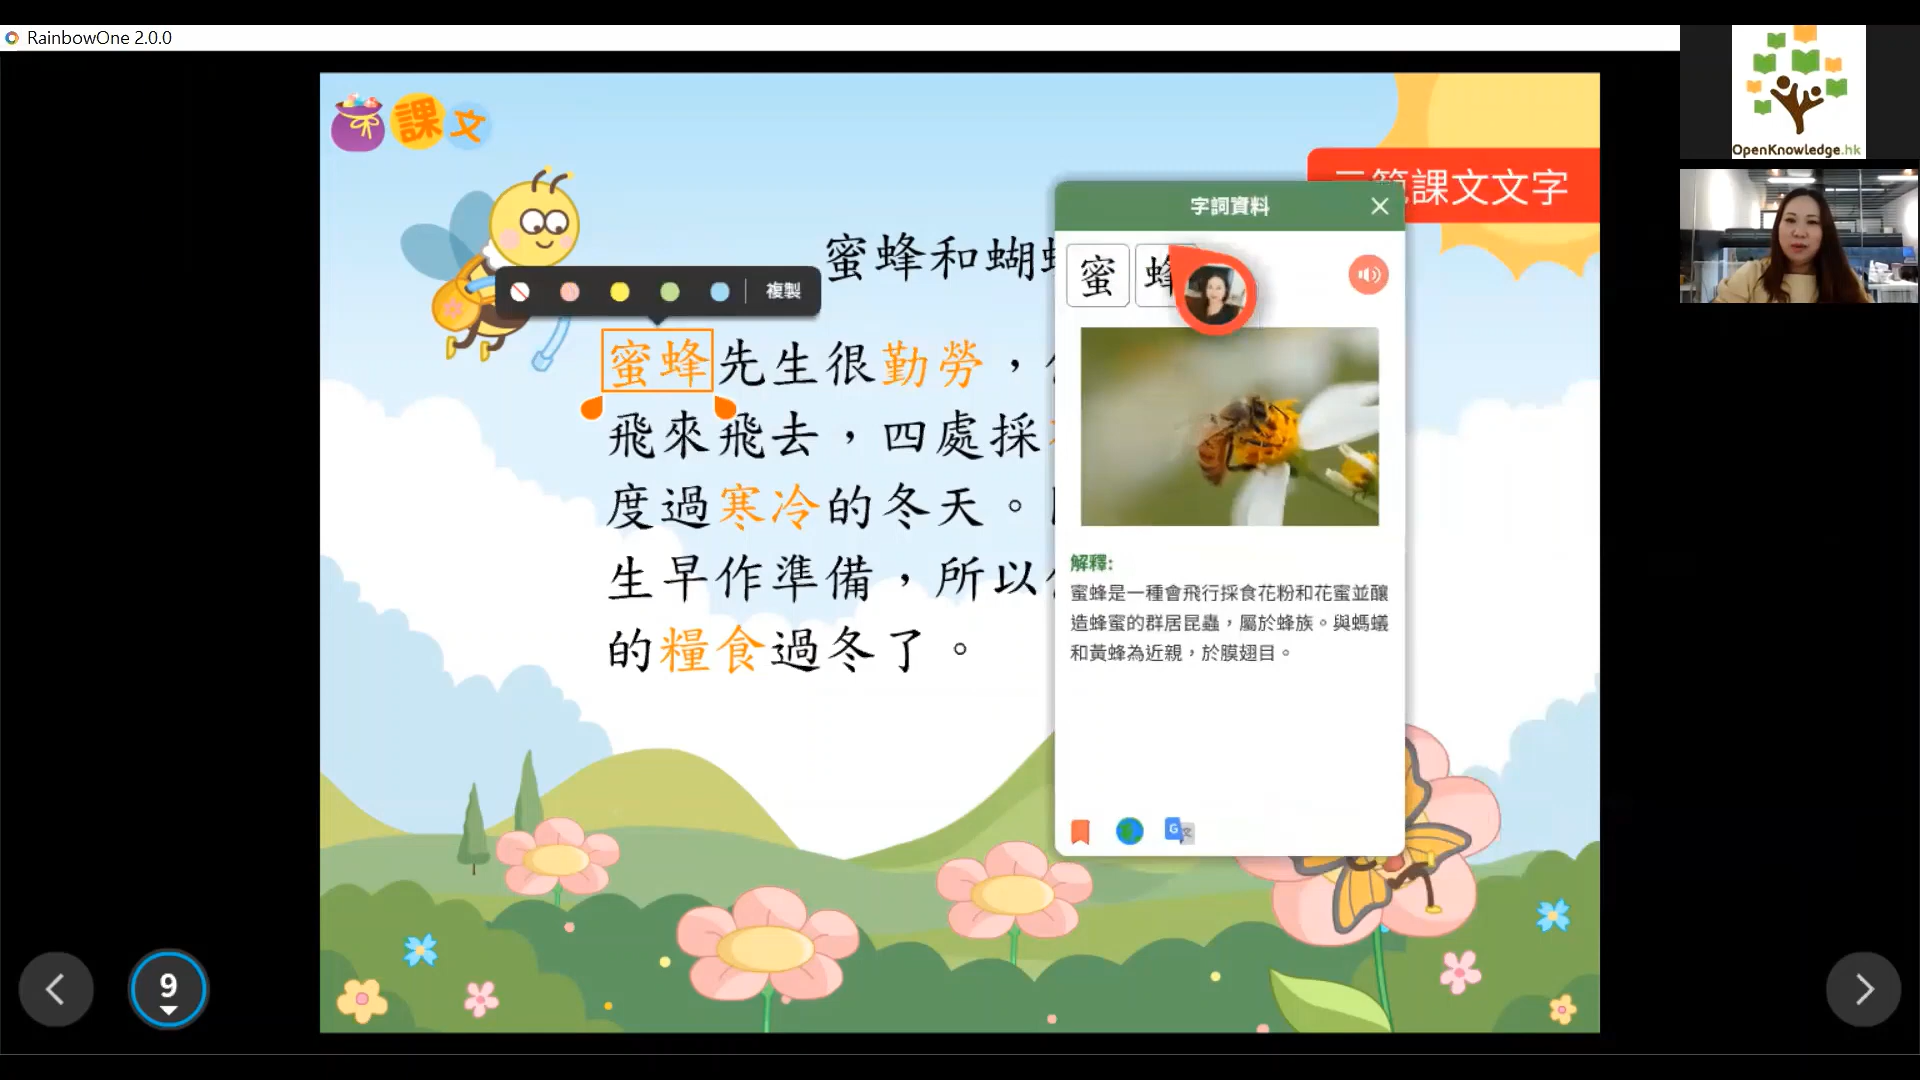 RainbowOne 2.0.0
OpenKnowledge.hk
課文
課文文字
蜜蜂和蝴
複製
蜜蜂先生很勤勞，
飛來飛去，四處採
度過寒冷的冬天。
生早作準備，所以
的糧食過冬了。
字詞資料
蜜蜂
解釋:
蜜蜂是一種會飛行採食花粉和花蜜並釀
造蜂蜜的群居昆蟲，屬於蜂族。與螞蟻
和黃蜂為近親，於膜翅目。
G文
9